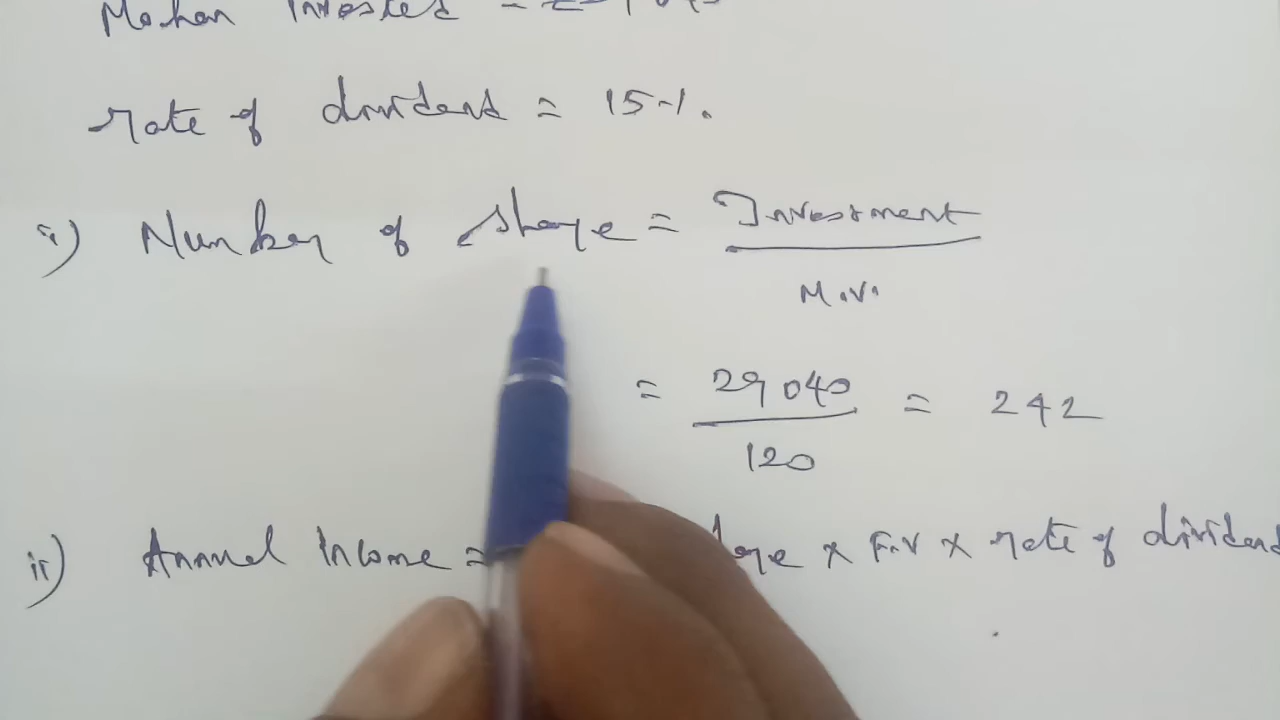 Mohan Invested =
rate of dividend = 15%.
i) Number of share = Investment / M.V.
= 29040 / 120 = 242
ii) Annual Income = share x F.V x rate of dividend